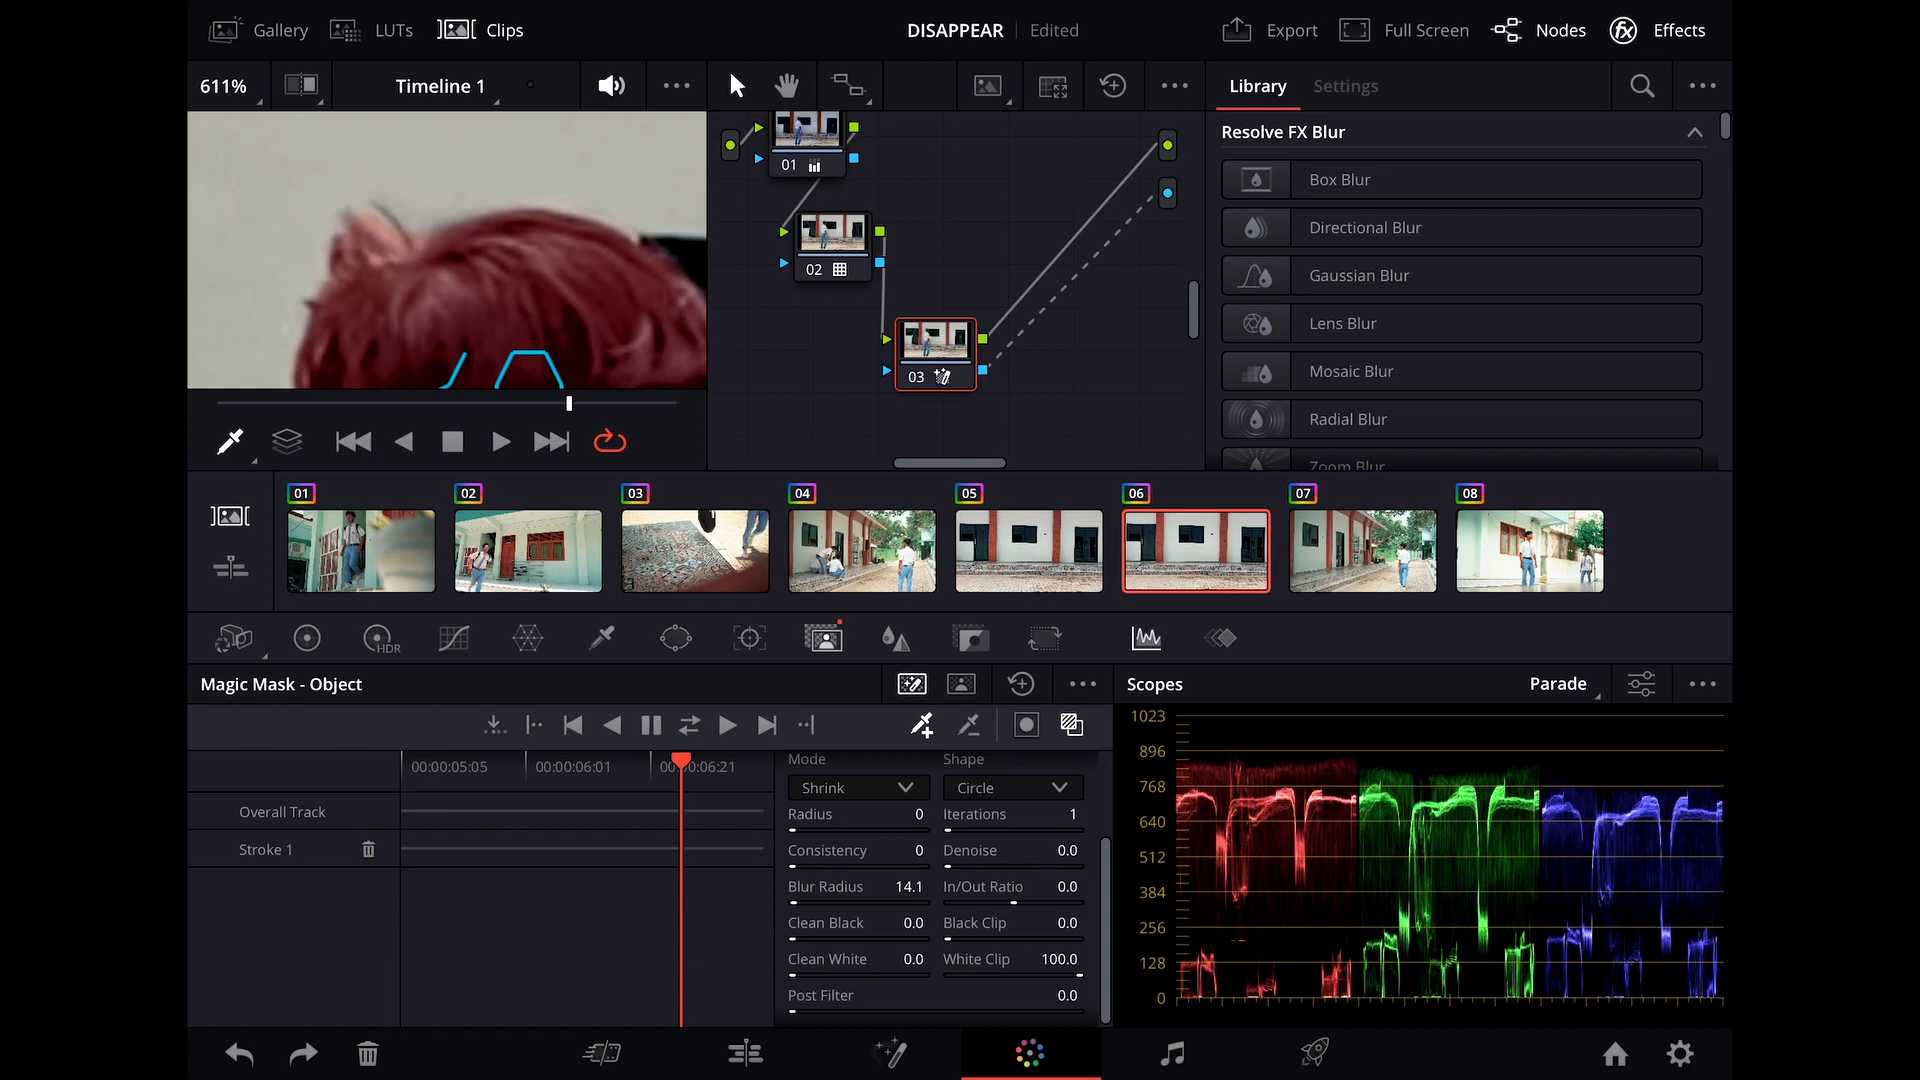 Gallery LUTs Clips DISAPPEAR Edited Export Full Screen Nodes fx Effects
611% Timeline 1 Library Settings
Resolve FX Blur
Box Blur
Directional Blur
Gaussian Blur
Lens Blur
Mosaic Blur
Radial Blur
Zoom Blur
01
02
03
01 02 03 04 05 06 07 08
HDR
Magic Mask - Object
Scopes Parade
00:00:05:05 00:00:06:01
Overall Track
Stroke 1
Mode Shape
Shrink Circle
Radius 0 Iterations 1
Consistency 0 Denoise 0.0
Blur Radius 14.1 In/Out Ratio 0.0
Clean Black 0.0 Black Clip 0.0
Clean White 0.0 White Clip 100.0
Post Filter 0.0
1023
896
768
640
512
384
256
128
0